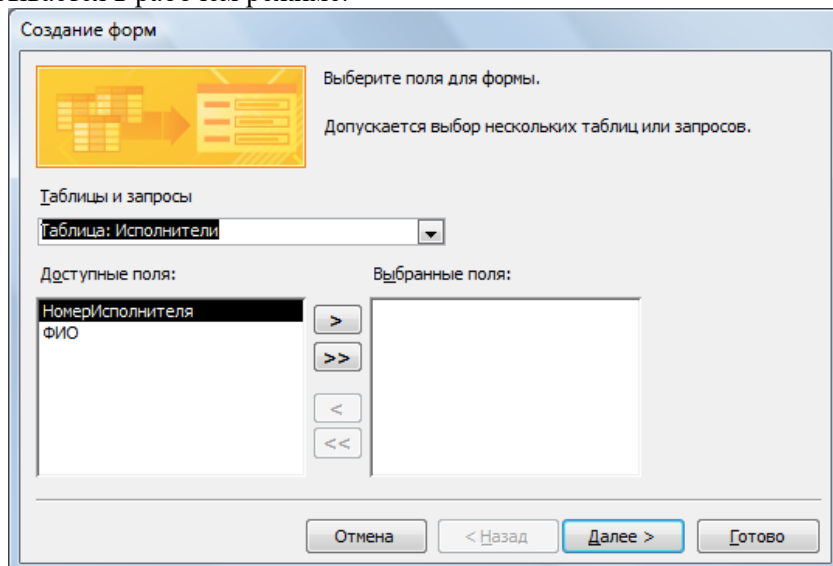 Создание форм
Выберите поля для формы.
Допускается выбор нескольких таблиц или запросов.
Таблицы и запросы
Таблица: Исполнители
Доступные поля:
Выбранные поля:
НомерИсполнителя
ФИО
>
>>
<
<<
Отмена
< Назад
Далее >
Готово